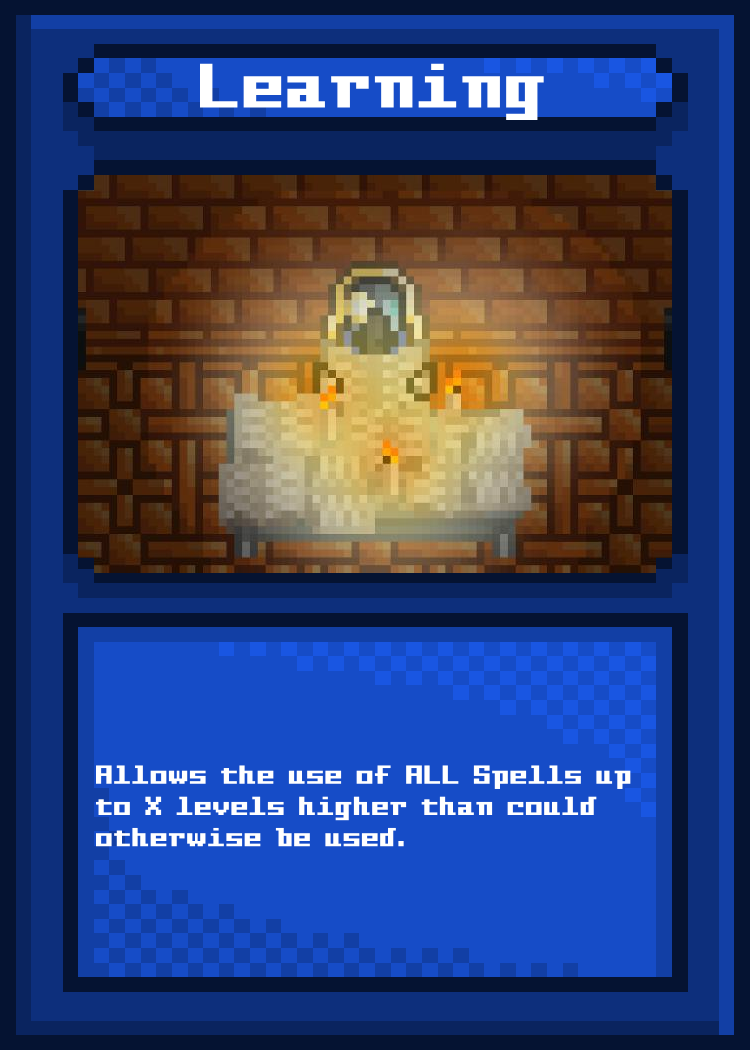 Learning
Allows the use of ALL Spells up
to X levels higher than could
otherwise be used.